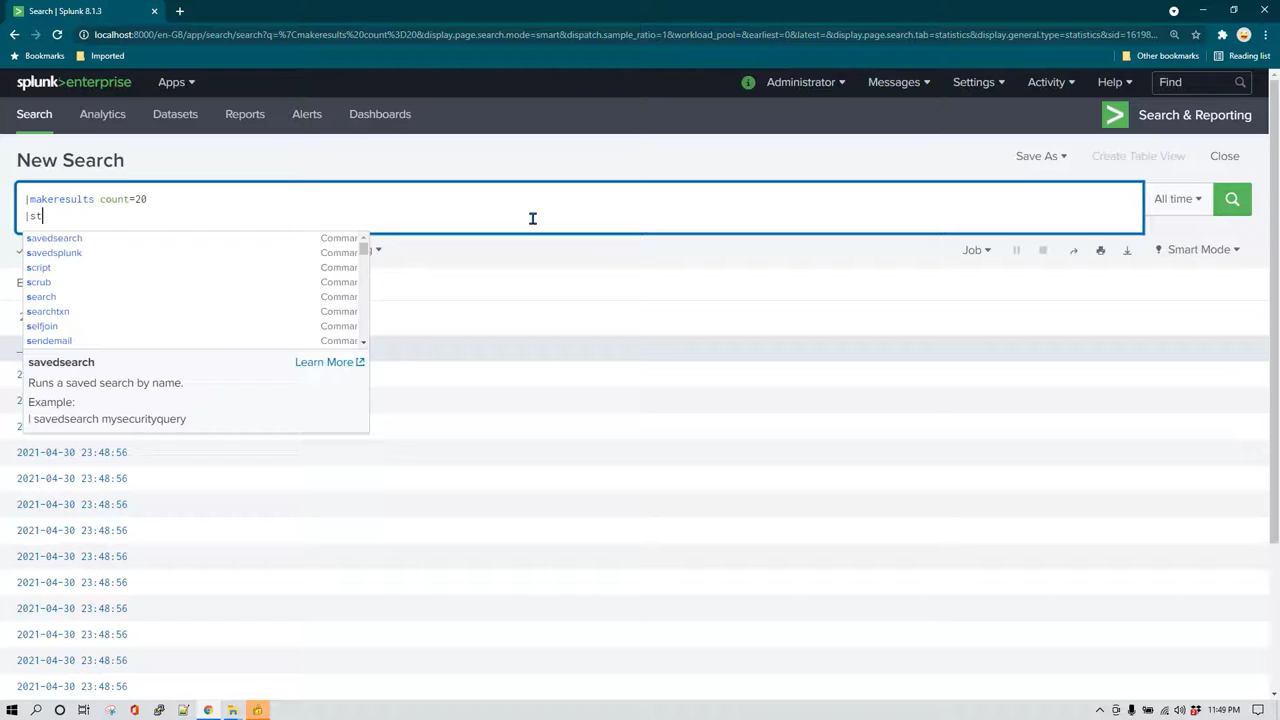 Search | Splunk 8.1.3
localhost:8000/en-GB/app/search/search?q=%7Cmakeresults%20count%3D20&display.page.search.mode=smart&dispatch.sample_ratio=1&workload_pool=&earliest=0&latest=&display.page.search.tab=statistics&display.general.type=statistics&sid=16198...
Bookmarks Imported Other bookmarks Reading list
splunk>enterprise Apps Administrator Messages Settings Activity Help Find
Search Analytics Datasets Reports Alerts Dashboards Search & Reporting
New Search Save As Create Table View Close
|makeresults count=20 All time
|st
savedsearch Comman
savedsplunk Comman
script Comman
scrub Comman
search Comman
searchtxn Comman
selfjoin Comman
sendemail Comman
Job Smart Mode
savedsearch Learn More
Runs a saved search by name.
Example:
| savedsearch mysecurityquery
2021-04-30 23:48:56
2021-04-30 23:48:56
2021-04-30 23:48:56
2021-04-30 23:48:56
2021-04-30 23:48:56
2021-04-30 23:48:56
2021-04-30 23:48:56
2021-04-30 23:48:56
2021-04-30 23:48:56
2021-04-30 23:48:56
11:49 PM